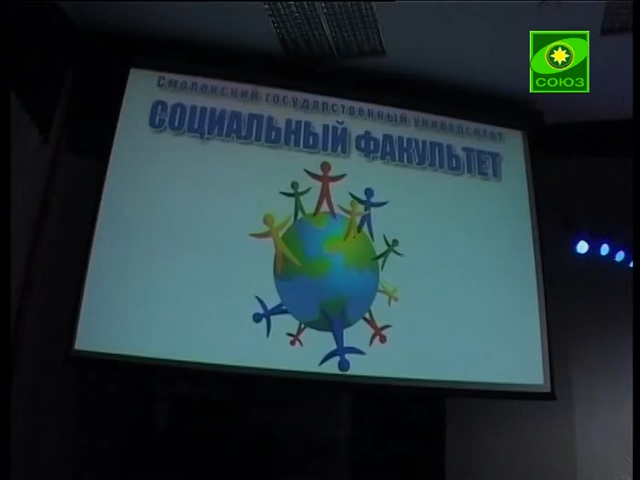 Смоленский государственный университет
СОЦИАЛЬНЫЙ ФАКУЛЬТЕТ
СОЮЗ